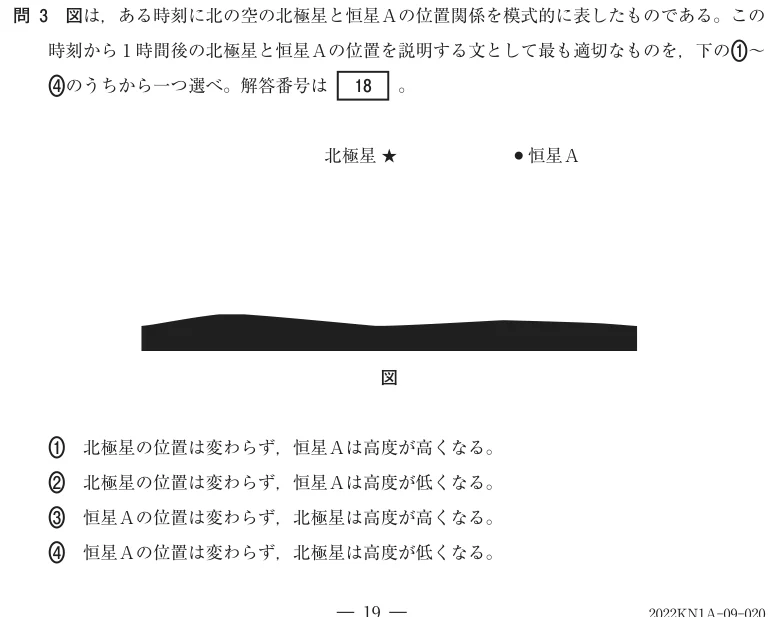 問 3 図は，ある時刻に北の空の北極星と恒星Ａの位置関係を模式的に表したものである。この
時刻から１時間後の北極星と恒星Ａの位置を説明する文として最も適切なものを，下の①〜
④のうちから一つ選べ。解答番号は 18 。
北極星 ★ ● 恒星Ａ
図
① 北極星の位置は変わらず，恒星Ａは高度が高くなる。
② 北極星の位置は変わらず，恒星Ａは高度が低くなる。
③ 恒星Ａの位置は変わらず，北極星は高度が高くなる。
④ 恒星Ａの位置は変わらず，北極星は高度が低くなる。
— 19 —
2022KN1A-09-020